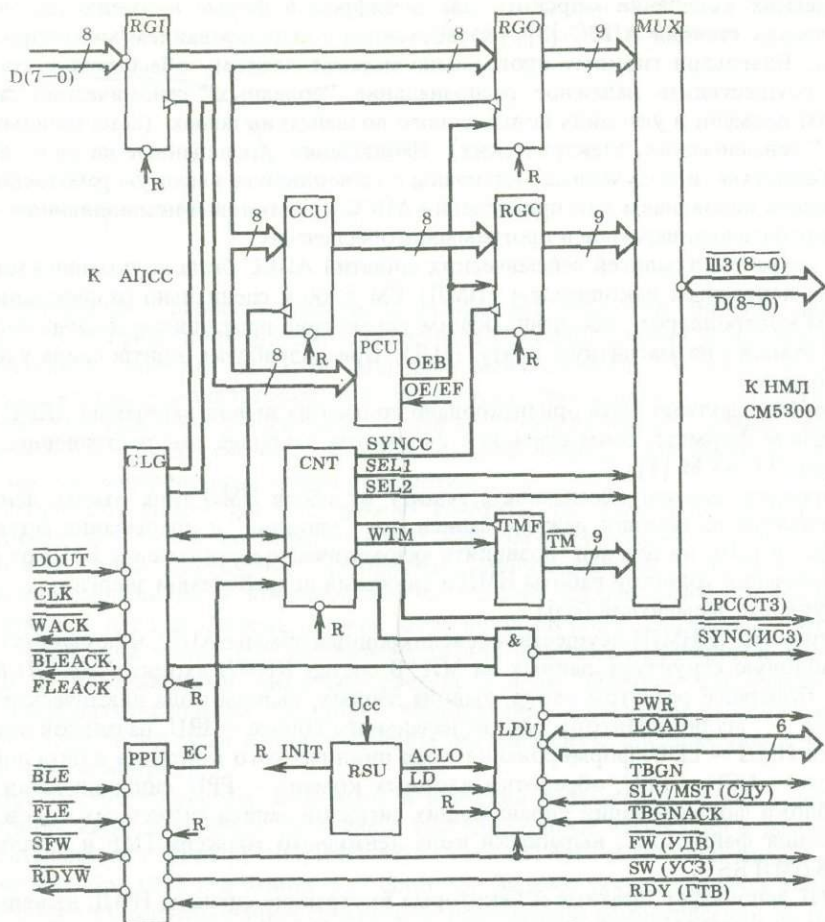 RGI RGO MUX
8 8 9
D(7—0)
R R
CCU RGC
8 8 9
К АПСС
Ш3(8—0)
D(8—0)
R R
PCU OEB
8 OE/EF
К НМЛ
СМ5300
CLG CNT SYNCC
SEL1
SEL2
WTM TMF TM 9
DOUT
CLK
WACK
BLEACK,
FLEACK
R R
LPC(СТЗ)
& SYNC(ИСЗ)
Ucc
LDU PWR
LOAD 6
PPU EC R INIT RSU ACLO
LD
TBGN
SLV/MST (СДУ)
R TBGNACK
BLE
FLE R
SFW FW (УДВ)
SW (УСЗ)
RDYW RDY (ГТВ)